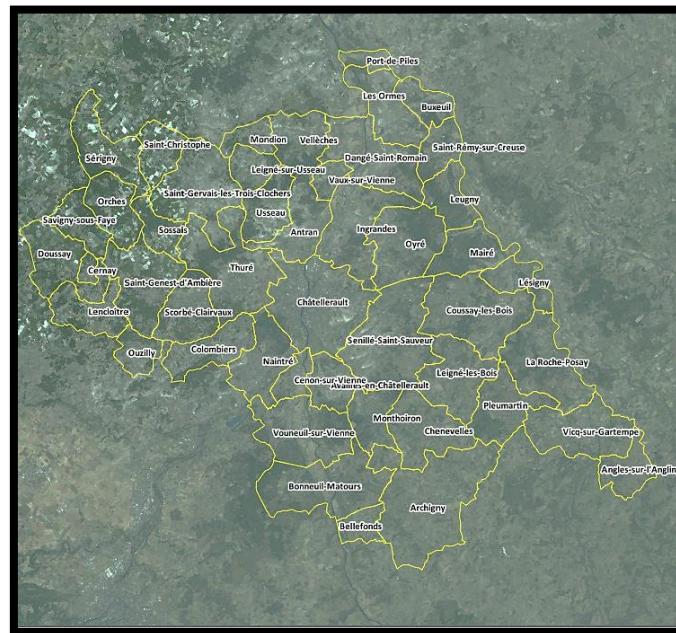 Port-de-Piles
Les Ormes
Buxeuil
Mondion
Vellèches
Saint-Christophe
Saint-Rémy-sur-Creuse
Sérigny
Dangé-Saint-Romain
Leigné-sur-Usseau
Vaux-sur-Vienne
Saint-Gervais-les-Trois-Clochers
Orches
Leugny
Usseau
Savigny-sous-Faye
Sossais
Antran
Ingrandes
Oyré
Doussay
Mairé
Thuré
Cernay
Saint-Genest-d'Ambière
Lésigny
Châtellerault
Lencloître
Scorbé-Clairvaux
Coussay-les-Bois
Senillé-Saint-Sauveur
Ouzilly
Colombiers
Naintré
La Roche-Posay
Leigné-les-Bois
Cenon-sur-Vienne
Availles-en-Châtellerault
Pleumartin
Monthoiron
Vouneuil-sur-Vienne
Chenevelles
Vicq-sur-Gartempe
Angles-sur-l'Anglin
Bonneuil-Matours
Archigny
Bellefonds